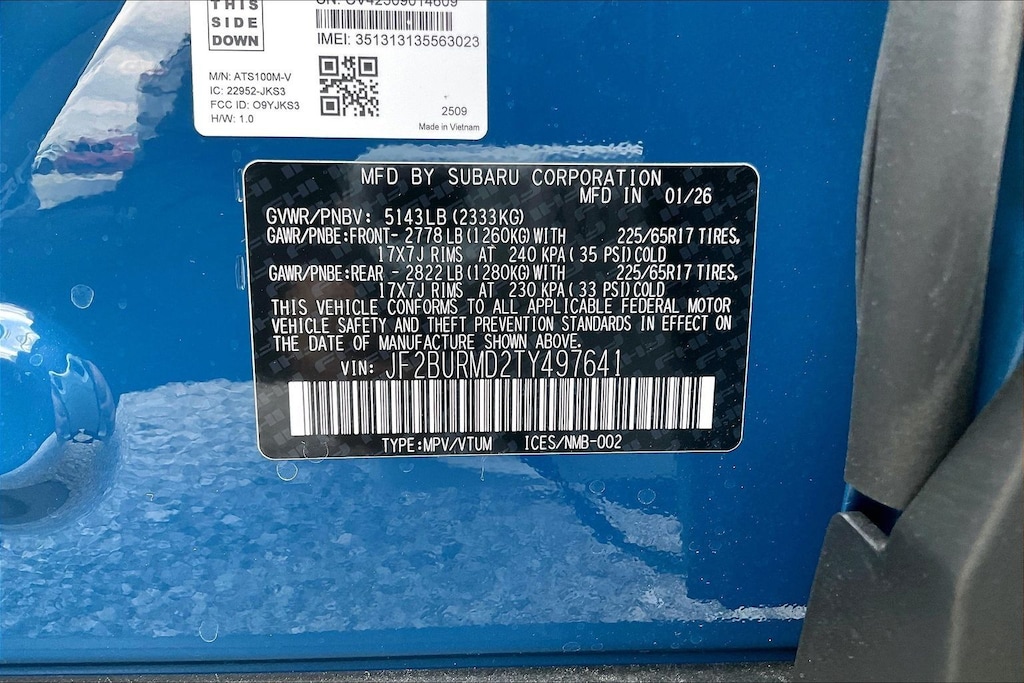 THIS
SIDE
DOWN
SN: GV42509014609
IMEI: 351313135563023
M/N: ATS100M-V
IC: 22952-JKS3
FCC ID: O9YJKS3
H/W: 1.0
2509
Made in Vietnam
MFD BY SUBARU CORPORATION
MFD IN 01/26
GVWR/PNBV: 5143LB(2333KG)
GAWR/PNBE:FRONT- 2778 LB(1260KG)WITH 225/65R17 TIRES,
17X7J RIMS AT 240 KPA(35 PSI)COLD
GAWR/PNBE:REAR - 2822 LB(1280KG)WITH 225/65R17 TIRES,
17X7J RIMS AT 230 KPA(33 PSI)COLD
THIS VEHICLE CONFORMS TO ALL APPLICABLE FEDERAL MOTOR
VEHICLE SAFETY AND THEFT PREVENTION STANDARDS IN EFFECT ON
THE DATE OF MANUFACTURE SHOWN ABOVE.
VIN: JF2BURMD2TY497641
TYPE:MPV/VTUM ICES/NMB-002